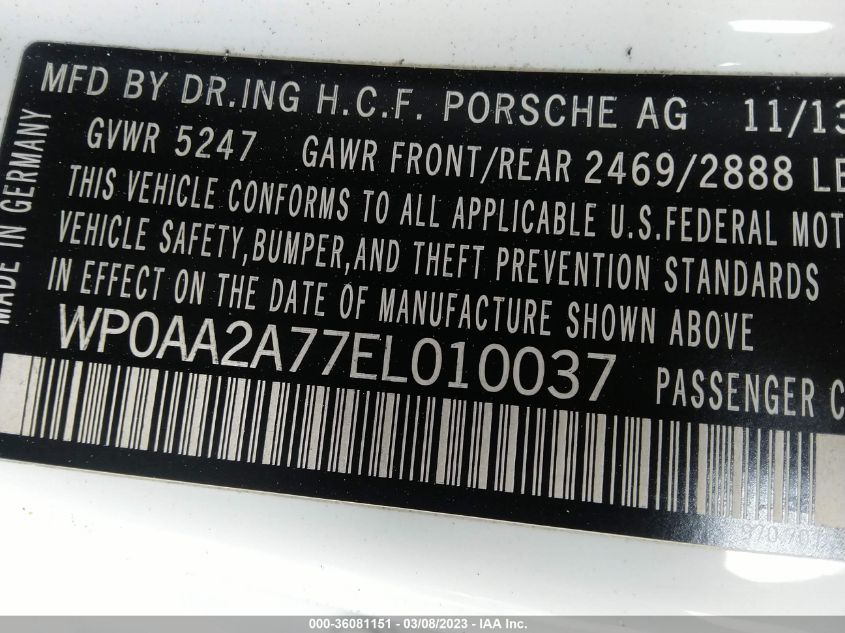 MFD BY DR.ING H.C.F. PORSCHE AG 11/13
GVWR 5247 GAWR FRONT/REAR 2469/2888 LB
THIS VEHICLE CONFORMS TO ALL APPLICABLE U.S.FEDERAL MOT
VEHICLE SAFETY,BUMPER,AND THEFT PREVENTION STANDARDS
IN EFFECT ON THE DATE OF MANUFACTURE SHOWN ABOVE
WP0AA2A77EL010037 PASSENGER C
MADE IN GERMANY
000-36081151 - 03/08/2023 - IAA Inc.